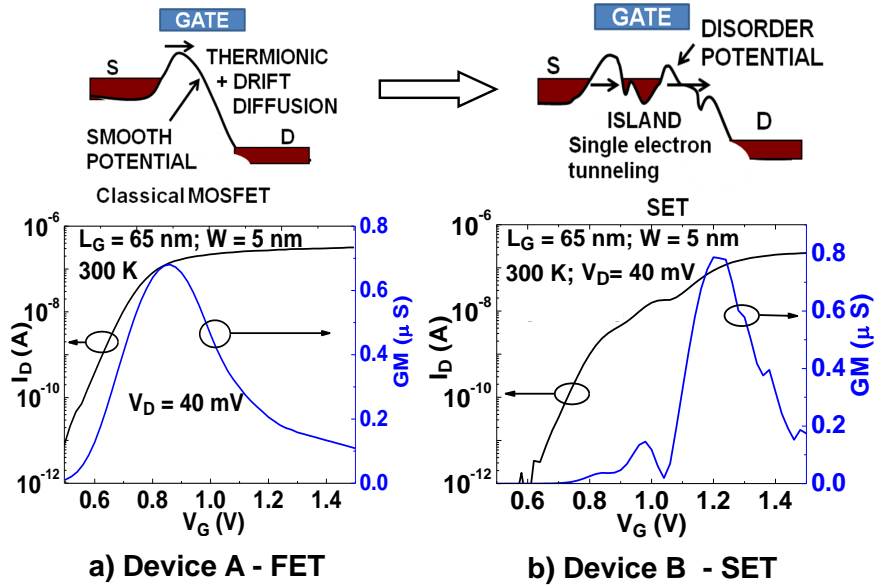 GATE
S
THERMIONIC
+ DRIFT
DIFFUSION
SMOOTH
POTENTIAL
D
Classical MOSFET
GATE
DISORDER
POTENTIAL
S
ISLAND
D
Single electron
tunneling
SET
L_G = 65 nm; W = 5 nm
300 K
V_D = 40 mV
I_D (A)
10^-6
10^-8
10^-10
10^-12
GM (μ S)
0.8
0.6
0.4
0.2
0.0
0.6 0.8 1.0 1.2 1.4
V_G (V)
a) Device A - FET
L_G = 65 nm; W = 5 nm
300 K; V_D= 40 mV
I_D (A)
10^-6
10^-8
10^-10
10^-12
GM (μ S)
0.8
0.6
0.4
0.2
0.0
0.6 0.8 1.0 1.2 1.4
V_G (V)
b) Device B - SET